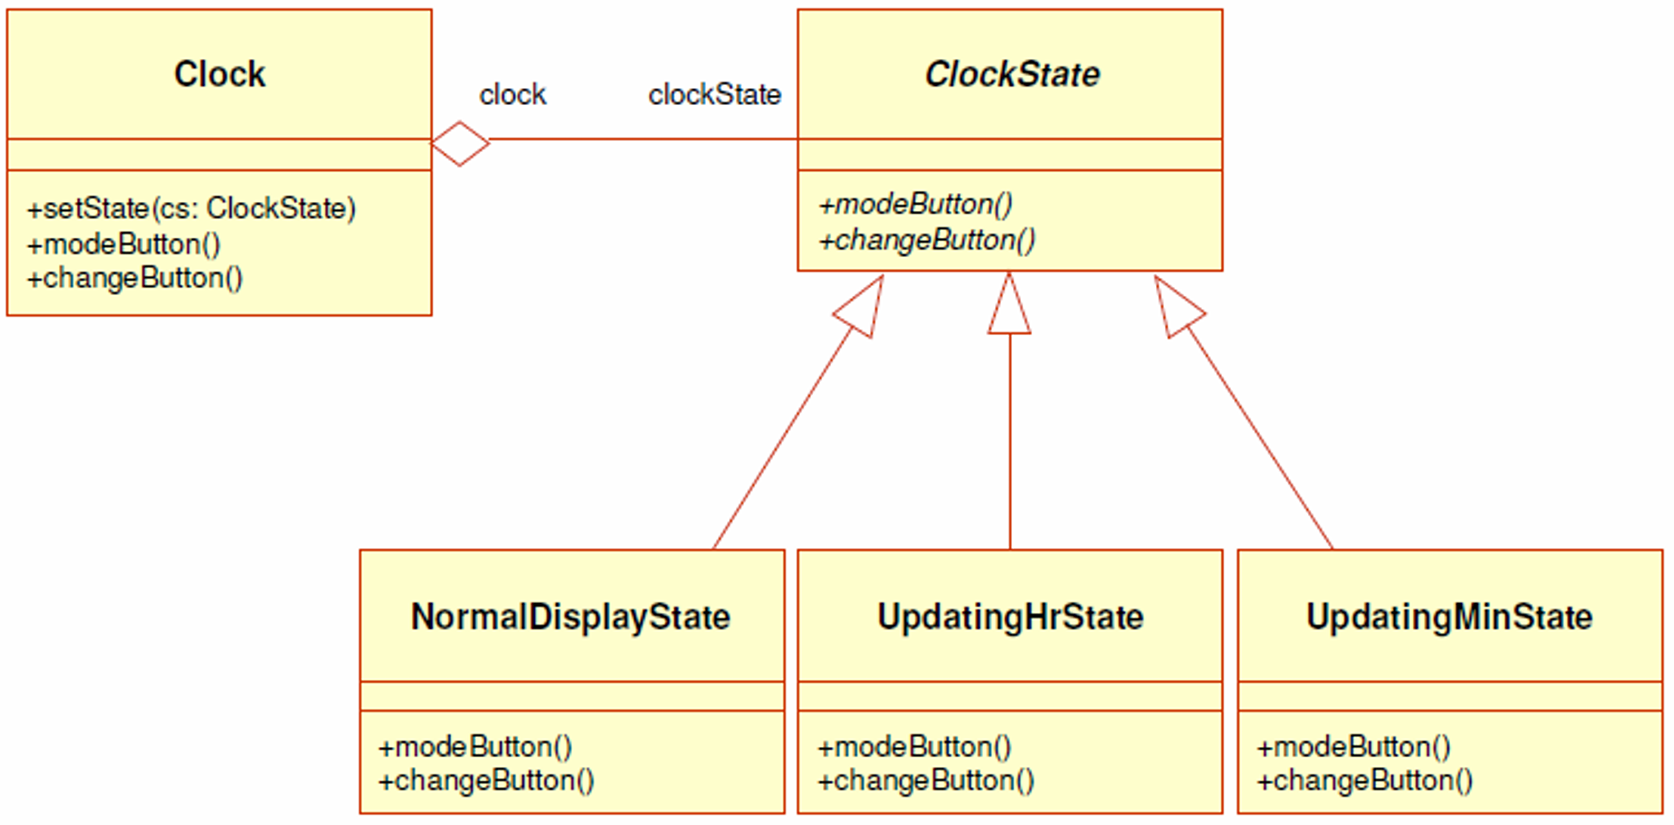 Clock
+setState(cs: ClockState)
+modeButton()
+changeButton()
clock
clockState
ClockState
+modeButton()
+changeButton()
NormalDisplayState
+modeButton()
+changeButton()
UpdatingHrState
+modeButton()
+changeButton()
UpdatingMinState
+modeButton()
+changeButton()